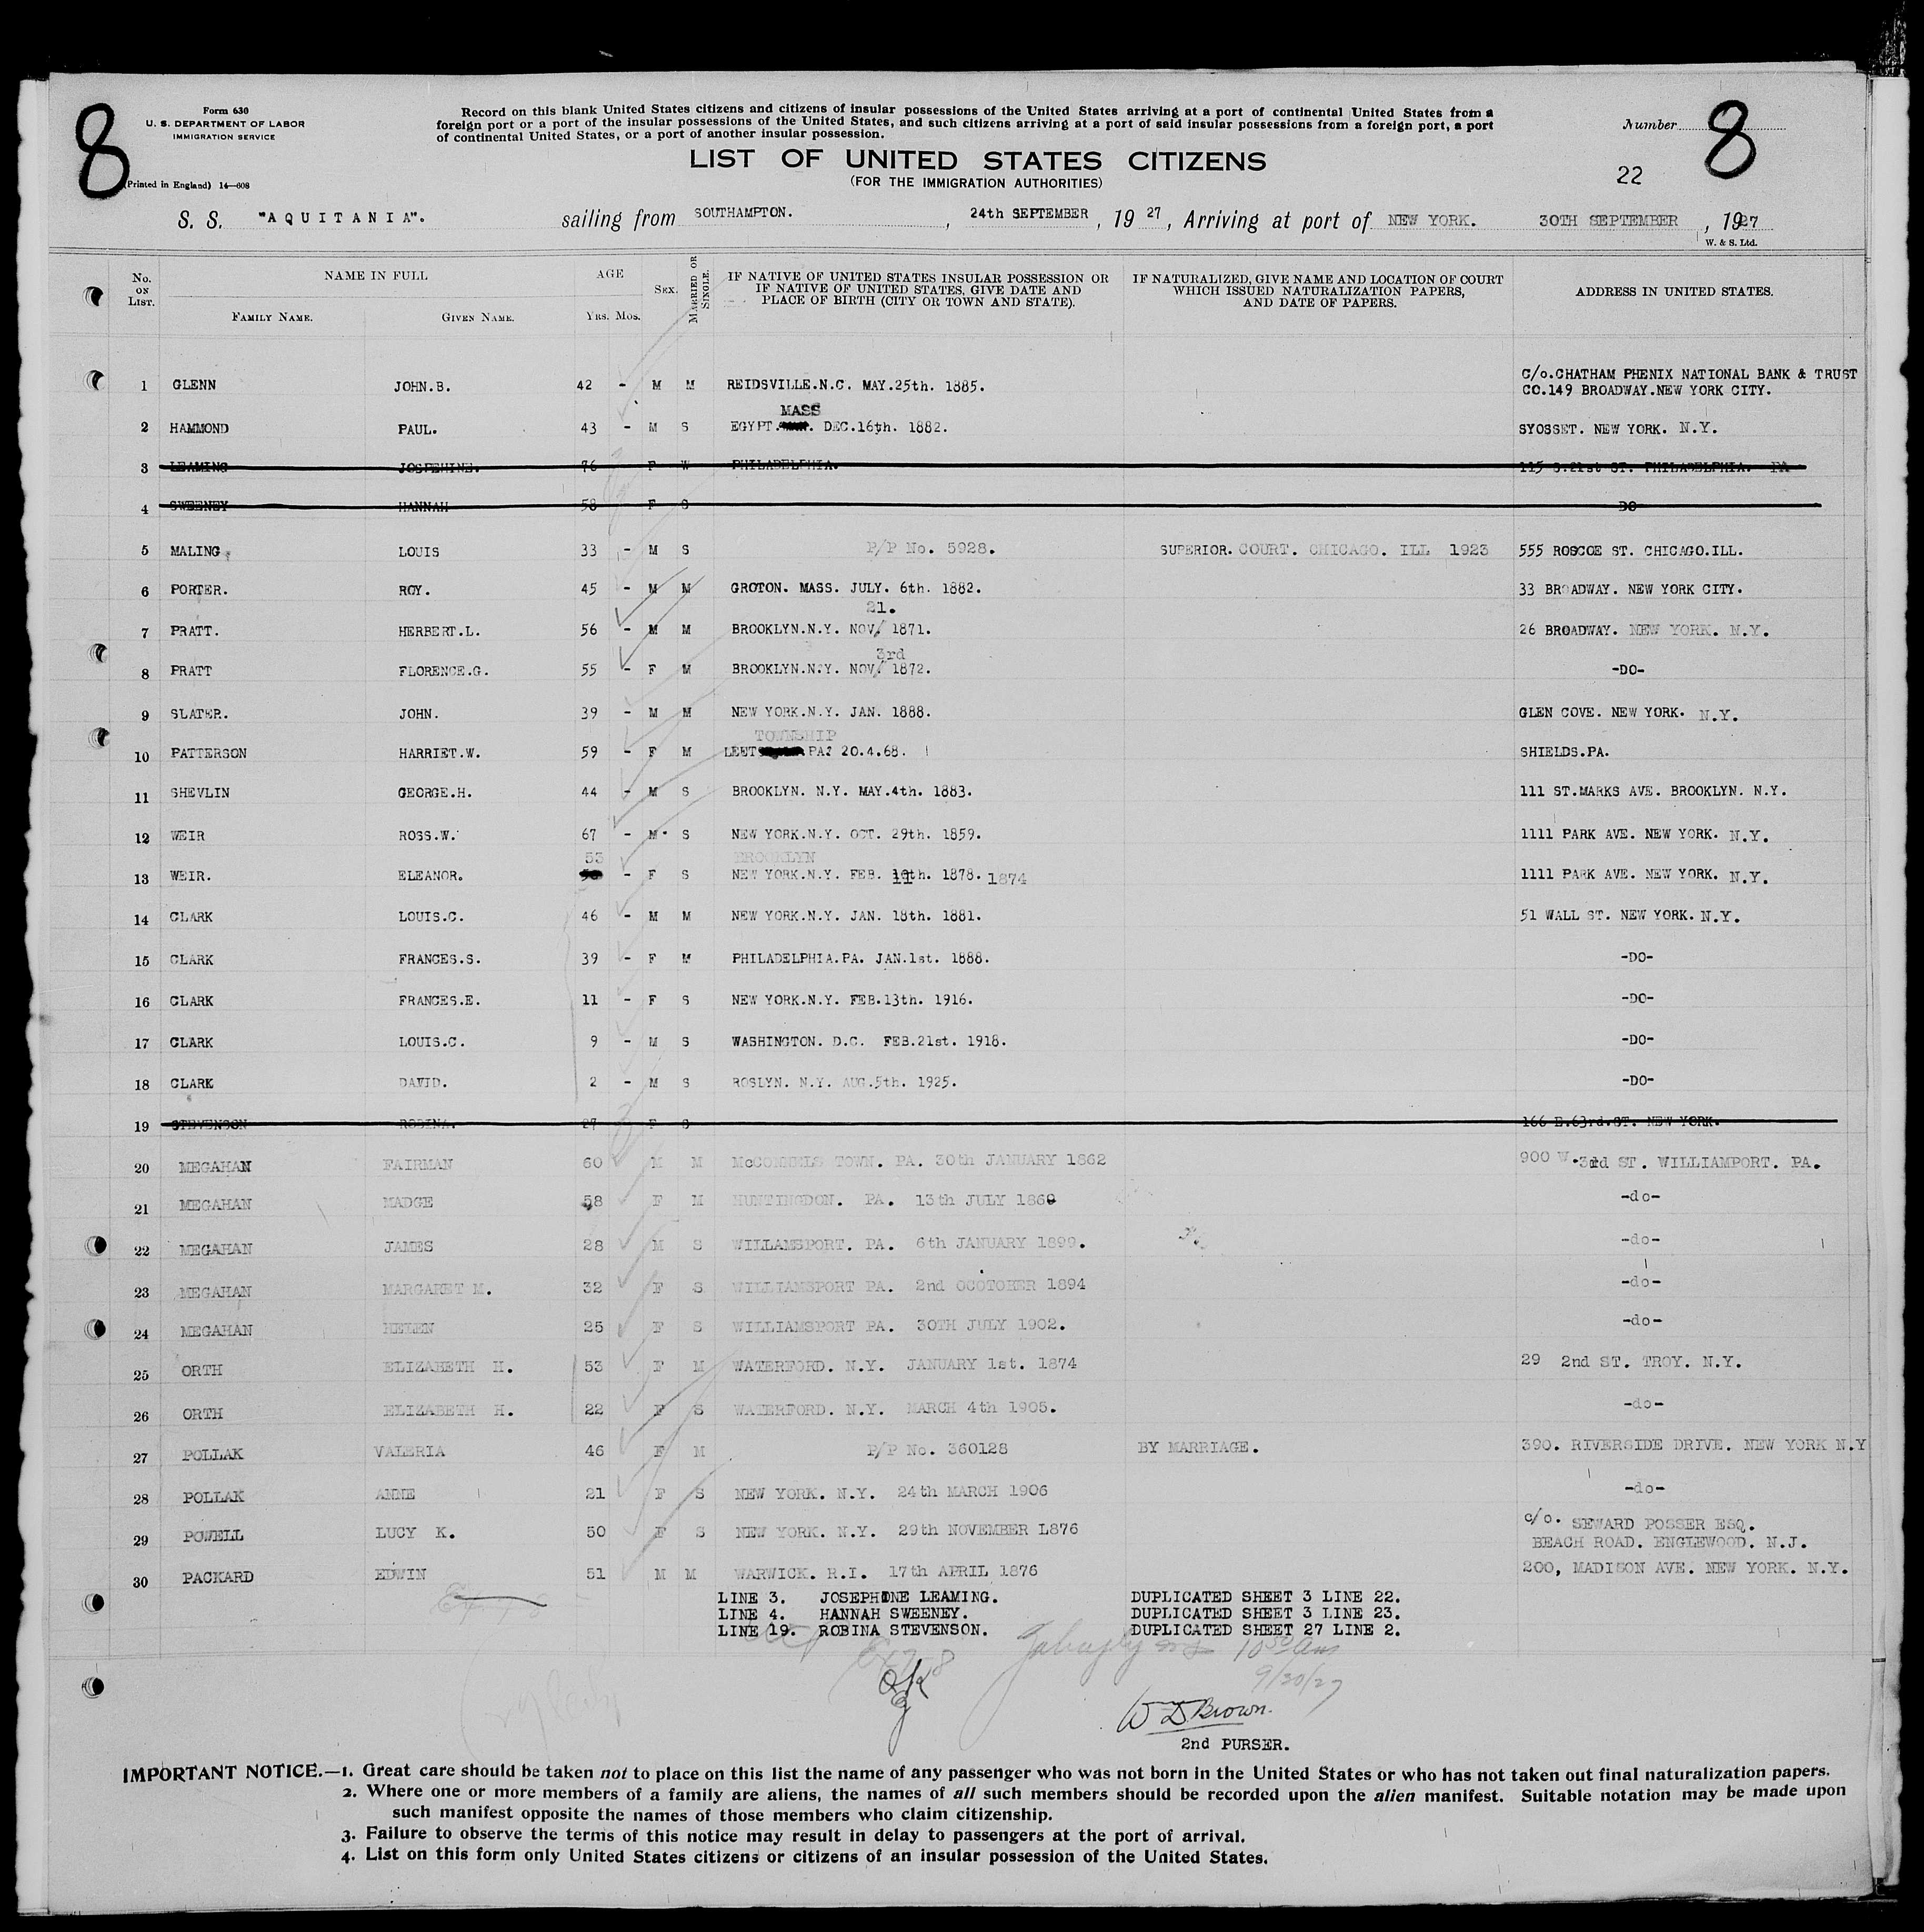 8
Form 630
U. S. DEPARTMENT OF LABOR
IMMIGRATION SERVICE
(Printed in England) 14—608
Record on this blank United States citizens and citizens of insular possessions of the United States arriving at a port of continental United States from a
foreign port or a port of the insular possessions of the United States, and such citizens arriving at a port of said insular possessions from a foreign port, a port
of continental United States, or a port of another insular possession.
LIST OF UNITED STATES CITIZENS
(FOR THE IMMIGRATION AUTHORITIES)
Number 8
22
S. S. "AQUITANIA". sailing from SOUTHAMPTON. , 24th SEPTEMBER , 19 27 , Arriving at port of NEW YORK. 30TH SEPTEMBER , 1927
W. & S. Ltd.
No. ON LIST. NAME IN FULL AGE SEX. MARRIED OR SINGLE. IF NATIVE OF UNITED STATES INSULAR POSSESSION OR IF NATIVE OF UNITED STATES, GIVE DATE AND PLACE OF BIRTH (CITY OR TOWN AND STATE). IF NATURALIZED, GIVE NAME AND LOCATION OF COURT WHICH ISSUED NATURALIZATION PAPERS, AND DATE OF PAPERS. ADDRESS IN UNITED STATES.
FAMILY NAME. GIVEN NAME. YRS. MOS.
1 GLENN JOHN.B. 42 - M M REIDSVILLE.N.C. MAY.25th. 1885. C/o.CHATHAM PHENIX NATIONAL BANK & TRUST
CO.149 BROADWAY.NEW YORK CITY.
MASS
2 HAMMOND PAUL. 43 - M S EGYPT. DEC.16th. 1882. SYOSSET. NEW YORK. N.Y.
3 LEAMING JOSPEHINE. 76 F W PHILADELPHIA. 115 S.21st ST. PHILADELPHIA. PA
4 SWEENEY HANNAH 58 F S DO
5 MALING. LOUIS 33 - M S P/P No. 5928. SUPERIOR. COURT. CHICAGO. ILL 1923 555 ROSCOE ST. CHICAGO.ILL.
6 PORTER. ROY. 45 - M M GROTON. MASS. JULY. 6th. 1882. 33 BROADWAY. NEW YORK CITY.
21.
7 PRATT. HERBERT.L. 56 - M M BROOKLYN.N.Y. NOV/ 1871. 26 BROADWAY. NEW YORK. N.Y.
3rd
8 PRATT FLORENCE.G. 55 - F M BROOKLYN.N.Y. NOV/ 1872. -DO-
9 SLATER. JOHN. 39 - M M NEW YORK.N.Y. JAN. 1888. GLEN COVE. NEW YORK. N.Y.
TOWNSHIP
10 PATTERSON HARRIET.W. 59 - F M LEET PA? 20.4.68. SHIELDS.PA.
11 SHEVLIN GEORGE.H. 44 - M S BROOKLYN. N.Y. MAY.4th. 1883. 111 ST.MARKS AVE. BROOKLYN. N.Y.
12 WEIR ROSS.W. 67 - M S NEW YORK.N.Y. OCT. 29th. 1859. 1111 PARK AVE. NEW YORK. N.Y.
53 BROOKLYN
13 WEIR. ELEANOR. - F S NEW YORK.N.Y. FEB. 11th. 1878. 1874 1111 PARK AVE. NEW YORK. N.Y.
14 CLARK LOUIS.C. 46 - M M NEW YORK.N.Y. JAN. 18th. 1881. 51 WALL ST. NEW YORK. N.Y.
15 CLARK FRANCES.S. 39 - F M PHILADELPHIA.PA. JAN.1st. 1888. -DO-
16 CLARK FRANCES.E. 11 - F S NEW YORK.N.Y. FEB.13th. 1916. -DO-
17 CLARK LOUIS.C. 9 - M S WASHINGTON. D.C. FEB.21st. 1918. -DO-
18 CLARK DAVID. 2 - M S ROSLYN. N.Y. AUG.5th. 1925. -DO-
19 STEVENSON ROBINA. 27 F S 166 E.63rd.ST. NEW YORK.
20 MEGAHAN FAIRMAN 60 M M McCONNELS TOWN. PA. 30th JANUARY 1862 900 W.3rd ST. WILLIAMPORT. PA.
21 MEGAHAN MADGE 58 F M HUNTINGDON. PA. 13th JULY 1869 -do-
22 MEGAHAN JAMES 28 M S WILLAMSPORT. PA. 6th JANUARY 1899. -do-
23 MEGAHAN MARGARET M. 32 F S WILLIAMSPORT PA. 2nd OCOTOBER 1894 -do-
24 MEGAHAN HELEN 25 F S WILLIAMSPORT PA. 30TH JULY 1902. -do-
25 ORTH ELIZABETH H. 53 F M WATERFORD. N.Y. JANUARY 1st. 1874 29 2nd ST. TROY. N.Y.
26 ORTH ELIZABETH H. 22 F S WATERFORD. N.Y. MARCH 4th 1905. -do-
27 POLLAK VALERIA 46 F M P/P No. 360128 BY MARRIAGE. 390. RIVERSIDE DRIVE. NEW YORK N.Y
28 POLLAK ANNE 21 F S NEW YORK. N.Y. 24th MARCH 1906 -do-
29 POWELL LUCY K. 50 F S NEW YORK. N.Y. 29th NOVEMBER L876 c/o. SEWARD POSSER ESQ.
BEACH ROAD. ENGLEWOOD. N.J.
30 PACKARD EDWIN 51 M M WARWICK. R.I. 17th APRIL 1876 200, MADISON AVE. NEW YORK. N.Y.
LINE 3. JOSEPHINE LEAMING. DUPLICATED SHEET 3 LINE 22.
LINE 4. HANNAH SWEENEY. DUPLICATED SHEET 3 LINE 23.
LINE 19. ROBINA STEVENSON. DUPLICATED SHEET 27 LINE 2.
10 30 am
9/30/27
OK
W D Brown.
2nd PURSER.
IMPORTANT NOTICE.—1. Great care should be taken not to place on this list the name of any passenger who was not born in the United States or who has not taken out final naturalization papers.
2. Where one or more members of a family are aliens, the names of all such members should be recorded upon the alien manifest. Suitable notation may be made upon
such manifest opposite the names of those members who claim citizenship.
3. Failure to observe the terms of this notice may result in delay to passengers at the port of arrival.
4. List on this form only United States citizens or citizens of an insular possession of the United States.